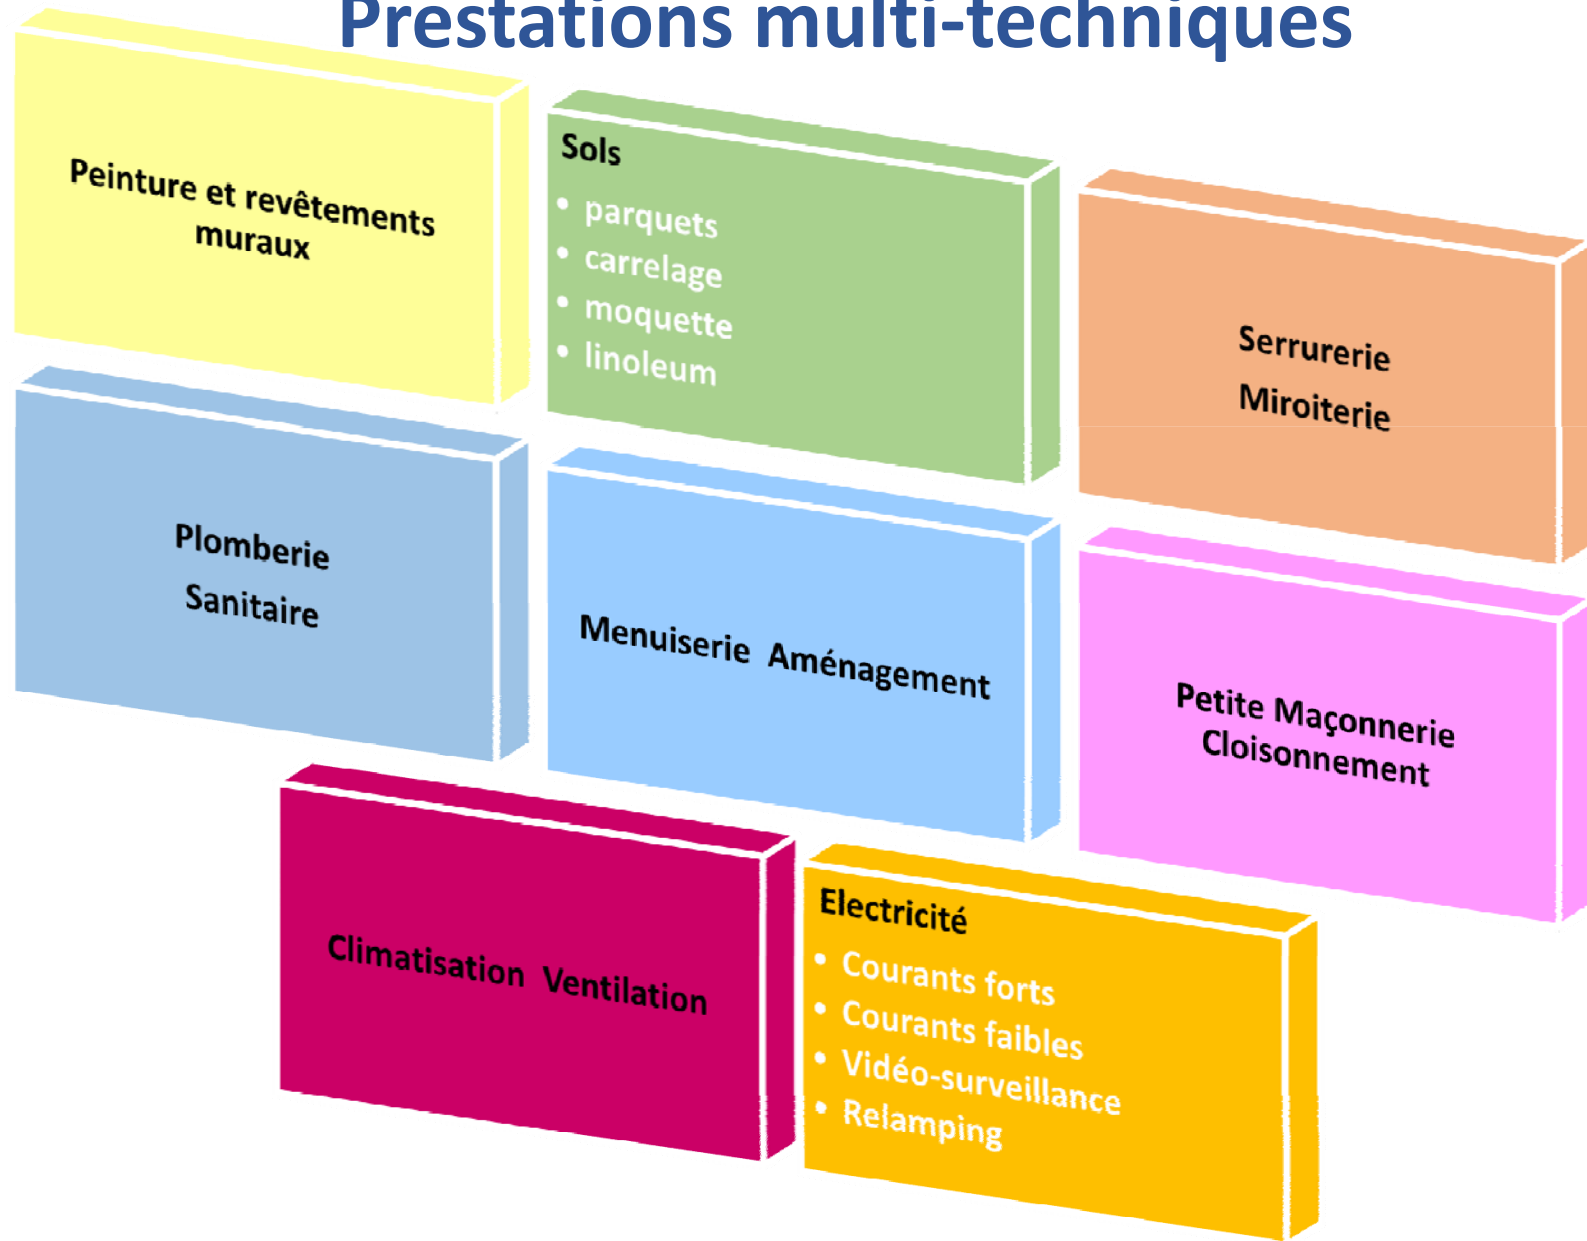 Prestations multi-techniques
Peinture et revêtements
muraux
Sols
• parquets
• carrelage
• moquette
• linoleum
Serrurerie
Miroiterie
Plomberie
Sanitaire
Menuiserie Aménagement
Petite Maçonnerie
Cloisonnement
Climatisation Ventilation
Electricité
• Courants forts
• Courants faibles
• Vidéo-surveillance
• Relamping